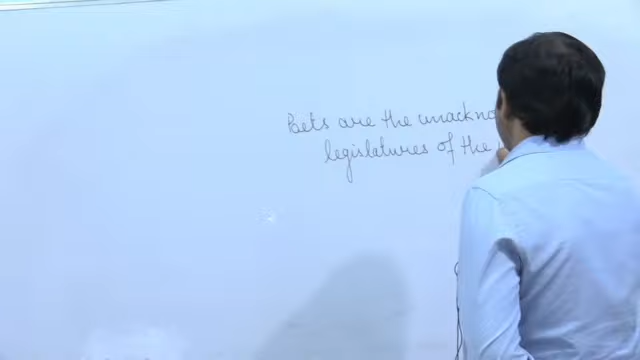 Poets are the unackno
legislatures of the